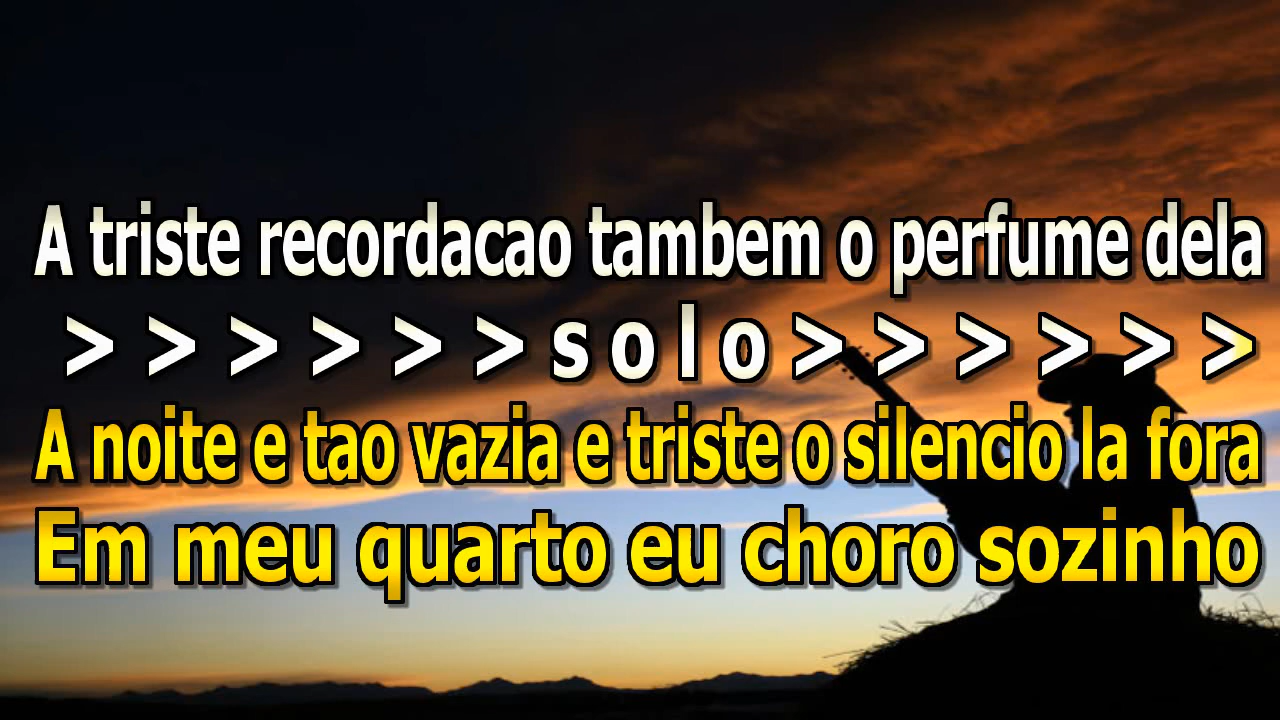 A triste recordacao tambem o perfume dela
> > > > > > s o l o > > > > > >
A noite e tao vazia e triste o silencio la fora
Em meu quarto eu choro sozinho